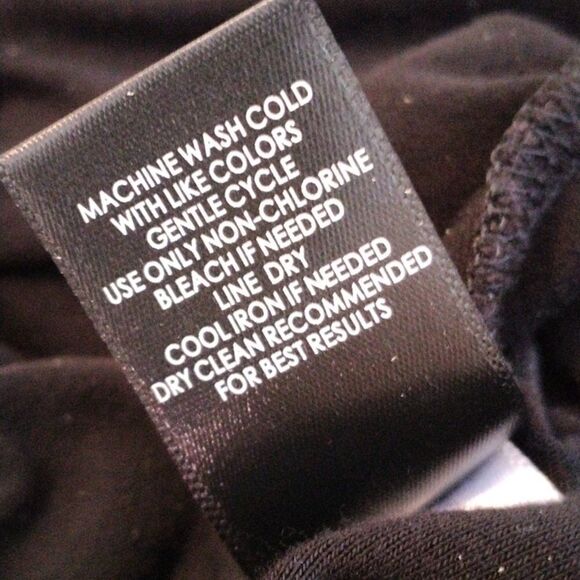 MACHINE WASH COLD
WITH LIKE COLORS
GENTLE CYCLE
USE ONLY NON-CHLORINE
BLEACH IF NEEDED
LINE DRY
COOL IRON IF NEEDED
DRY CLEAN RECOMMENDED
FOR BEST RESULTS